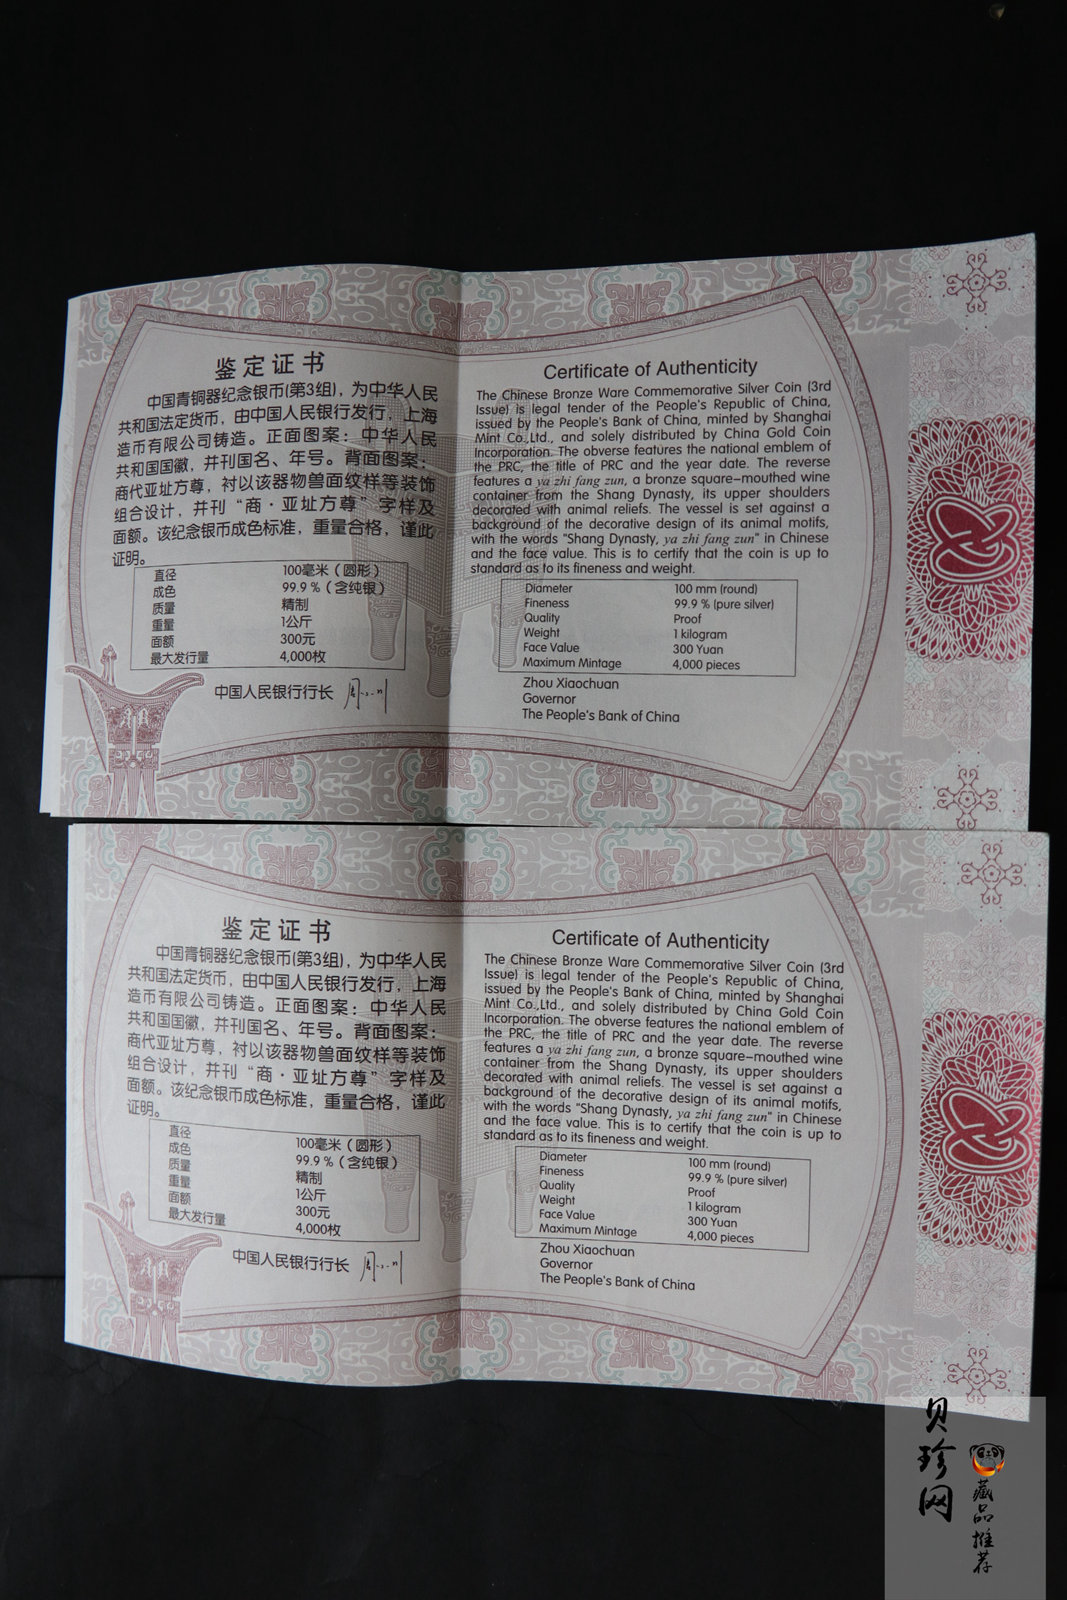 鉴定证书
中国青铜器纪念银币(第3组)，为中华人民
共和国法定货币，由中国人民银行发行，上海
造币有限公司铸造。正面图案：中华人民
共和国国徽，并刊国名、年号。背面图案：
商代亚址方尊，衬以该器物兽面纹样等装饰
组合设计，并刊“商·亚址方尊”字样及
面额。该纪念银币成色标准，重量合格，谨此
证明。
直径 100毫米（圆形）
成色 99.9％（含纯银）
质量 精制
重量 1公斤
面额 300元
最大发行量 4,000枚
中国人民银行行长
Certificate of Authenticity
The Chinese Bronze Ware Commemorative Silver Coin (3rd
Issue) is legal tender of the People's Republic of China,
issued by the People's Bank of China, minted by Shanghai
Mint Co.,Ltd., and solely distributed by China Gold Coin
Incorporation. The obverse features the national emblem of
the PRC, the title of PRC and the year date. The reverse
features a ya zhi fang zun, a bronze square-mouthed wine
container from the Shang Dynasty, its upper shoulders
decorated with animal reliefs. The vessel is set against a
background of the decorative design of its animal motifs,
with the words "Shang Dynasty, ya zhi fang zun" in Chinese
and the face value. This is to certify that the coin is up to
standard as to its fineness and weight.
Diameter 100 mm (round)
Fineness 99.9 % (pure silver)
Quality Proof
Weight 1 kilogram
Face Value 300 Yuan
Maximum Mintage 4,000 pieces
Zhou Xiaochuan
Governor
The People's Bank of China
鉴定证书
中国青铜器纪念银币(第3组)，为中华人民
共和国法定货币，由中国人民银行发行，上海
造币有限公司铸造。正面图案：中华人民
共和国国徽，并刊国名、年号。背面图案：
商代亚址方尊，衬以该器物兽面纹样等装饰
组合设计，并刊“商·亚址方尊”字样及
面额。该纪念银币成色标准，重量合格，谨此
证明。
直径 100毫米（圆形）
成色 99.9％（含纯银）
质量 精制
重量 1公斤
面额 300元
最大发行量 4,000枚
中国人民银行行长
Certificate of Authenticity
The Chinese Bronze Ware Commemorative Silver Coin (3rd
Issue) is legal tender of the People's Republic of China,
issued by the People's Bank of China, minted by Shanghai
Mint Co.,Ltd., and solely distributed by China Gold Coin
Incorporation. The obverse features the national emblem of
the PRC, the title of PRC and the year date. The reverse
features a ya zhi fang zun, a bronze square-mouthed wine
container from the Shang Dynasty, its upper shoulders
decorated with animal reliefs. The vessel is set against a
background of the decorative design of its animal motifs,
with the words "Shang Dynasty, ya zhi fang zun" in Chinese
and the face value. This is to certify that the coin is up to
standard as to its fineness and weight.
Diameter 100 mm (round)
Fineness 99.9 % (pure silver)
Quality Proof
Weight 1 kilogram
Face Value 300 Yuan
Maximum Mintage 4,000 pieces
Zhou Xiaochuan
Governor
The People's Bank of China
贝珍网
藏品推荐